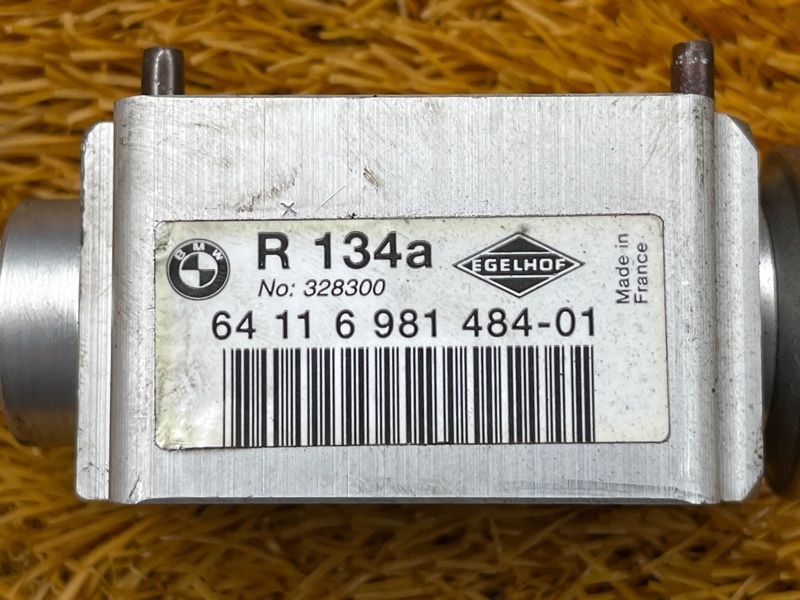 BMW
R 134a
EGELHOF
Made in
France
No: 328300
64 11 6 981 484-01